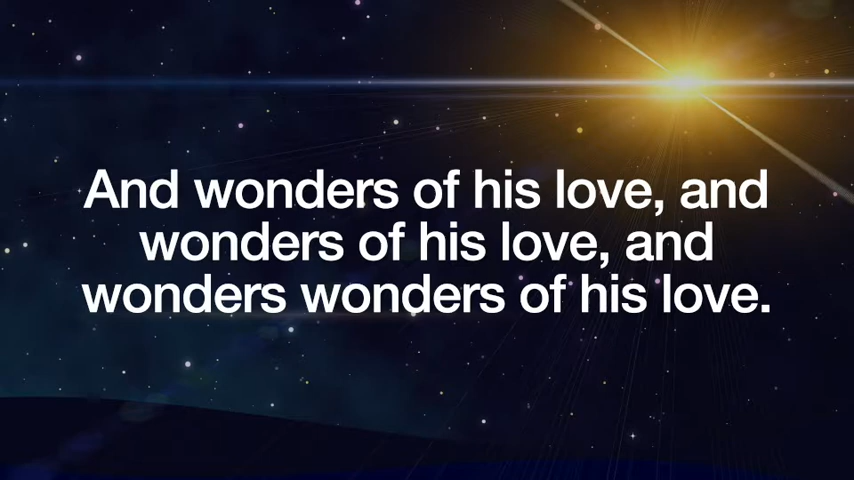 And wonders of his love, and
wonders of his love, and
wonders wonders of his love.